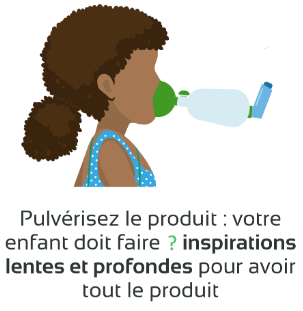 Pulvérisez le produit : votre
enfant doit faire ? inspirations
lentes et profondes pour avoir
tout le produit